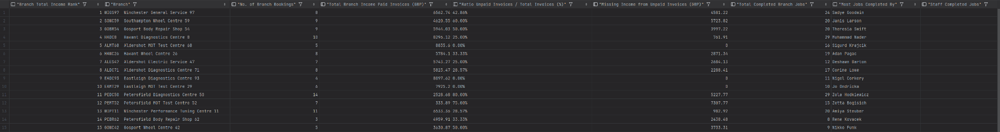 "Branch Total Income Rank" "Branch" "No. of Branch Bookings" "Total Branch Income Paid Invoices (GBP)" "Ratio Unpaid Invoices / Total Invoices (%)" "Missing Income from Unpaid Invoices (GBP)" "Total Completed Branch Jobs" "Most Jobs Completed By" "Staff Completed Jobs"
1 1 WIGS97 Winchester General Service 97 8 6562.74 42.86% 4581.22 24 Sadye Goodwin
2 2 SOWC59 Southampton Wheel Centre 59 9 4620.55 60.00% 5723.82 20 Janis Larson
3 3 GOBR54 Gosport Body Repair Shop 54 9 5944.03 50.00% 3997.22 20 Theresia Swift
4 4 HADC8 Havant Diagnostics Centre 8 10 8296.12 25.00% 761.91 29 Muhammad Nader
5 5 ALMT68 Aldershot MOT Test Centre 68 5 8835.6 0.00% 0 16 Sigurd Krajcik
6 6 HAWC26 Havant Wheel Centre 26 8 5784.1 33.33% 2871.34 19 Adan Pagac
7 7 ALES47 Aldershot Electric Service 47 7 5743.27 25.00% 2684.13 12 Deshawn Barton
8 8 ALDC71 Aldershot Diagnostics Centre 71 8 5823.47 28.57% 2288.41 17 Corine Lowe
9 9 EADC93 Eastleigh Diagnostics Centre 93 4 8097.62 0.00% 0 11 Nigel Corkery
10 10 EAMT29 Eastleigh MOT Test Centre 29 6 7925.2 0.00% 0 10 Jo Ondricka
11 11 PEDC50 Petersfield Diagnostics Centre 50 14 2528.68 80.00% 5227.77 29 Zola Hodkiewicz
12 12 PEMT52 Petersfield MOT Test Centre 52 7 333.89 75.00% 7307.77 15 Zetta Bogisich
13 13 WIPT11 Winchester Performance Tuning Centre 11 11 6533.36 28.57% 982.92 20 Amiya Steuber
14 14 PEBR62 Petersfield Body Repair Shop 62 3 4959.91 33.33% 2438.48 8 Rene Kovacek
15 15 GOWC42 Gosport Wheel Centre 42 5 3630.87 50.00% 3733.31 9 Nikko Funk